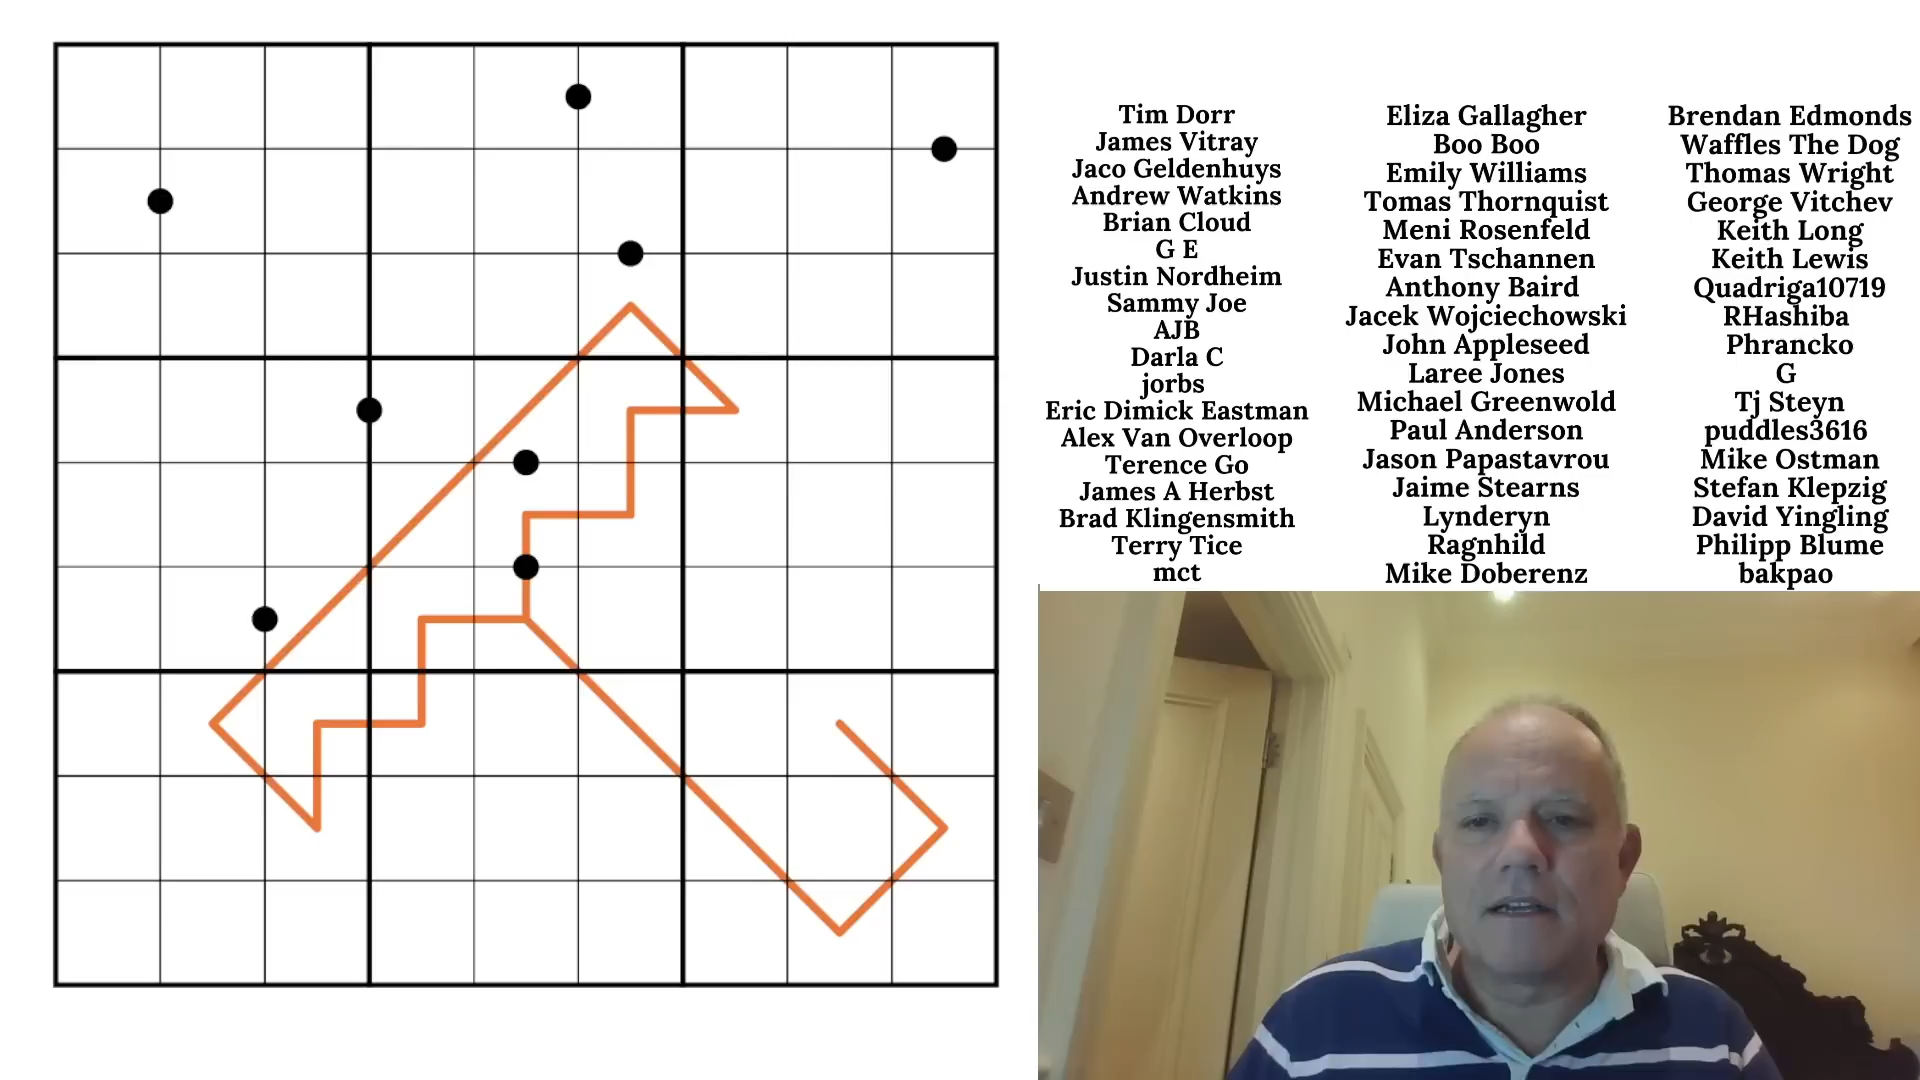 Tim Dorr
James Vitray
Jaco Geldenhuys
Andrew Watkins
Brian Cloud
G E
Justin Nordheim
Sammy Joe
AJB
Darla C
jorbs
Eric Dimick Eastman
Alex Van Overloop
Terence Go
James A Herbst
Brad Klingensmith
Terry Tice
mct
Eliza Gallagher
Boo Boo
Emily Williams
Tomas Thornquist
Meni Rosenfeld
Evan Tschannen
Anthony Baird
Jacek Wojciechowski
John Appleseed
Laree Jones
Michael Greenwold
Paul Anderson
Jason Papastavrou
Jaime Stearns
Lynderyn
Ragnhild
Mike Doberenz
Brendan Edmonds
Waffles The Dog
Thomas Wright
George Vitchev
Keith Long
Keith Lewis
Quadriga10719
RHashiba
Phrancko
G
Tj Steyn
puddles3616
Mike Ostman
Stefan Klepzig
David Yingling
Philipp Blume
bakpao